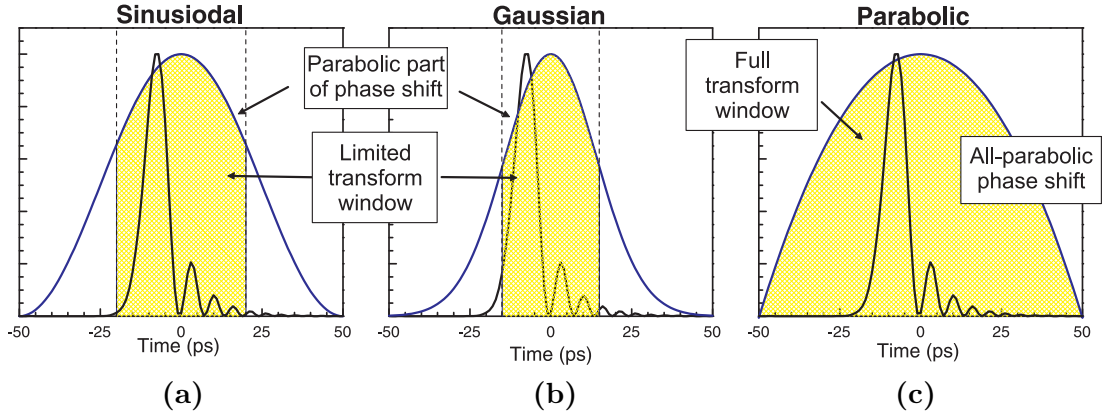 Sinusiodal
Gaussian
Parabolic
Parabolic part
of phase shift
Limited
transform
window
Full
transform
window
All-parabolic
phase shift
-50 -25 0 25 50
-50 -25 0 25 50
-50 -25 0 25 50
Time (ps)
Time (ps)
Time (ps)
(a)
(b)
(c)